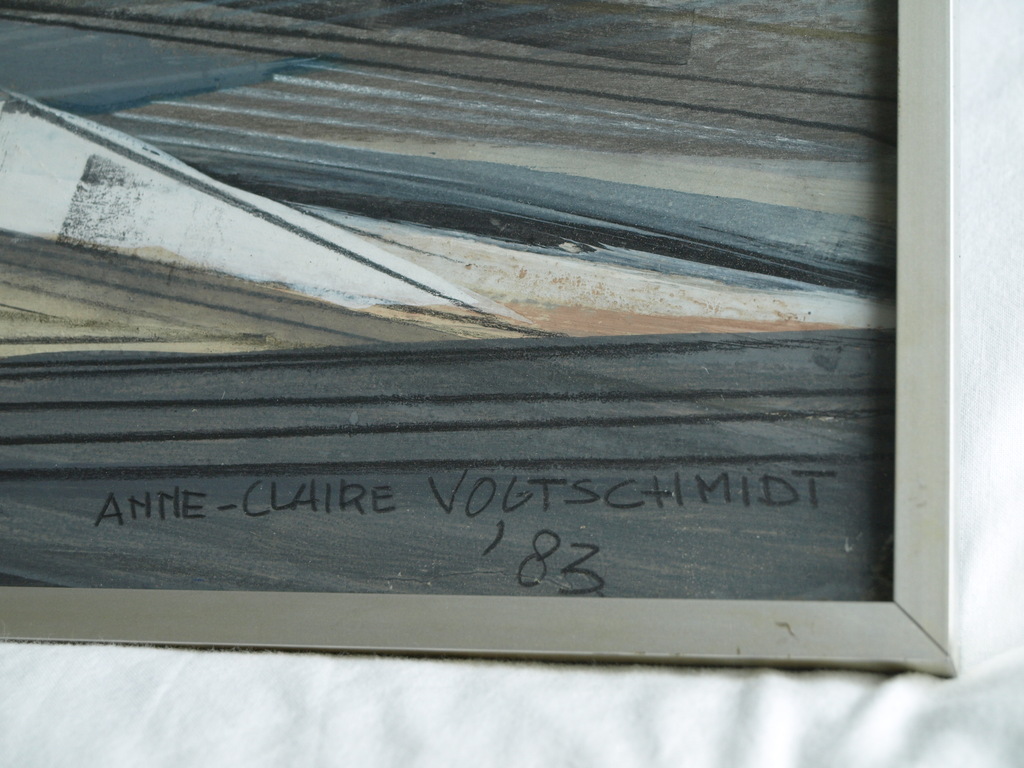 ANNE-CLAIRE VOGTSCHMIDT
'83